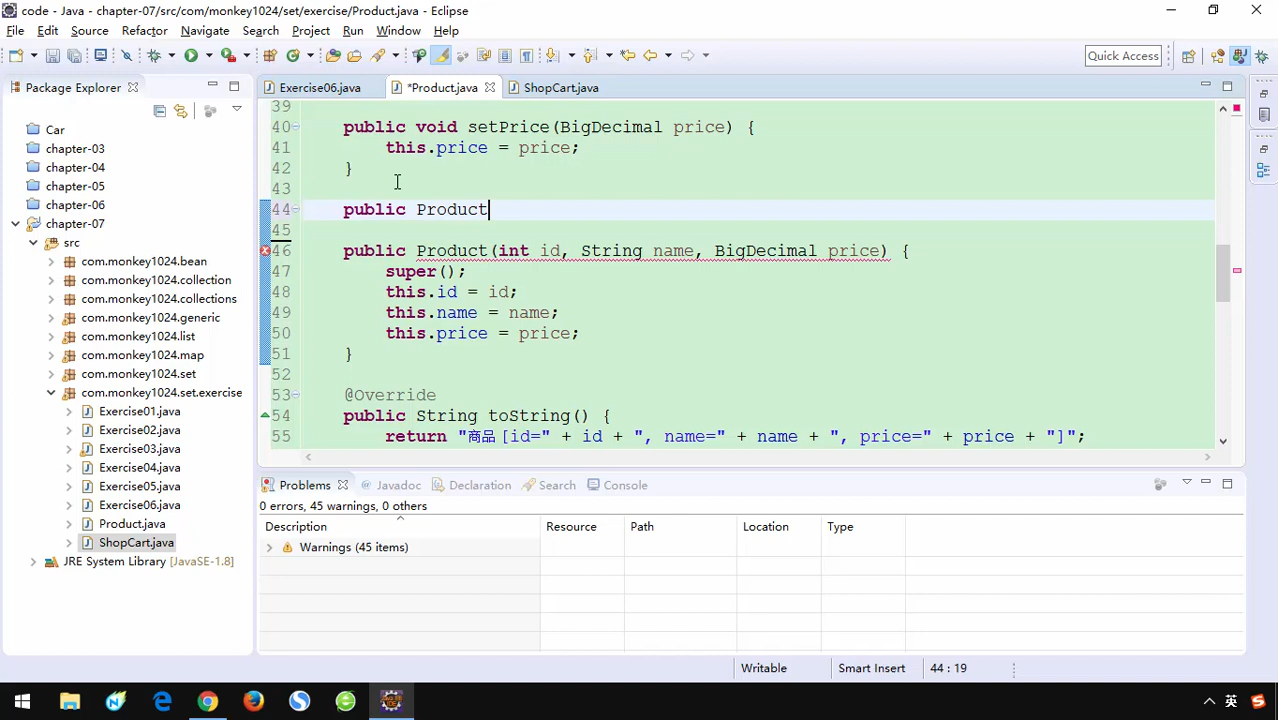 code - Java - chapter-07/src/com/monkey1024/set/exercise/Product.java - Eclipse
File Edit Source Refactor Navigate Search Project Run Window Help
Quick Access
Package Explorer
Exercise06.java *Product.java ShopCart.java
Car
chapter-03
chapter-04
chapter-05
chapter-06
chapter-07
src
com.monkey1024.bean
com.monkey1024.collection
com.monkey1024.collections
com.monkey1024.generic
com.monkey1024.list
com.monkey1024.map
com.monkey1024.set
com.monkey1024.set.exercise
Exercise01.java
Exercise02.java
Exercise03.java
Exercise04.java
Exercise05.java
Exercise06.java
Product.java
ShopCart.java
JRE System Library [JavaSE-1.8]
39
40 public void setPrice(BigDecimal price) {
41 this.price = price;
42 }
43
44 public Product
45
46 public Product(int id, String name, BigDecimal price) {
47 super();
48 this.id = id;
49 this.name = name;
50 this.price = price;
51 }
52
53 @Override
54 public String toString() {
55 return "商品 [id=" + id + ", name=" + name + ", price=" + price + "]";
Problems Javadoc Declaration Search Console
0 errors, 45 warnings, 0 others
Description Resource Path Location Type
Warnings (45 items)
Writable Smart Insert 44 : 19
英